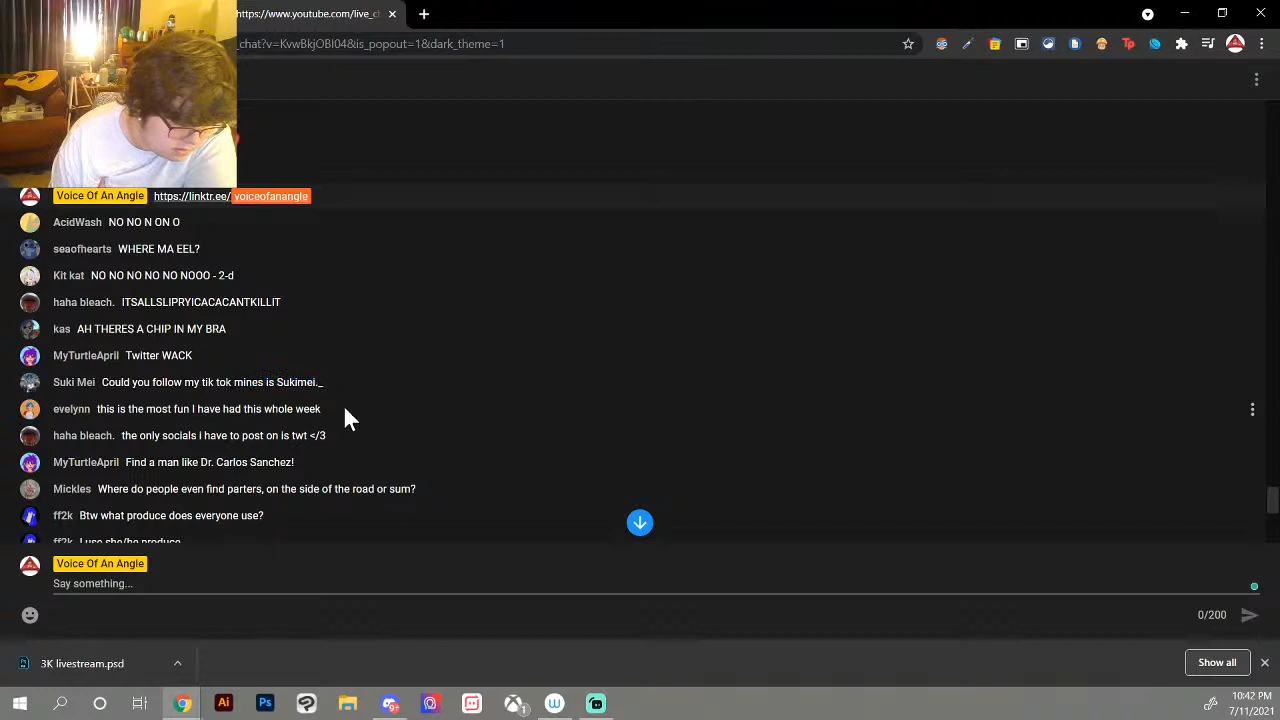 https://www.youtube.com/live_ct
_chat?v=KvwBkjOBI04&is_popout=1&dark_theme=1
Voice Of An Angle https://linktr.ee/voiceofanangle
AcidWash NO NO N ON O
seaofhearts WHERE MA EEL?
Kit kat NO NO NO NO NO NOOO - 2-d
haha bleach. ITSALLSLIPRYICACACANTKILLIT
kas AH THERES A CHIP IN MY BRA
MyTurtleApril Twitter WACK
Suki Mei Could you follow my tik tok mines is Sukimei._
evelynn this is the most fun I have had this whole week
haha bleach. the only socials i have to post on is twt </3
MyTurtleApril Find a man like Dr. Carlos Sanchez!
Mickles Where do people even find parters, on the side of the road or sum?
ff2k Btw what produce does everyone use?
ff2k I use she/he produce
Voice Of An Angle
Say something...
0/200
3K livestream.psd
Show all
Ai Ps
10:42 PM
7/11/2021